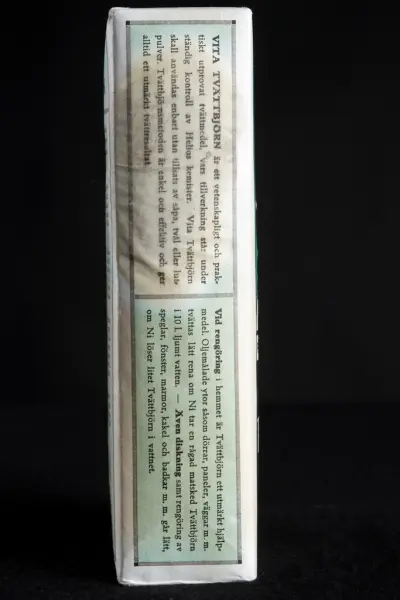 VITA TVÄTTBJÖRN är ett vetenskapligt och prak-
tiskt utprovat tvättmedel, vars tillverkning står under
ständig kontroll av Helios kemister. Vita Tvättbjörn
skall användas enbart utan tillsats av såpa, tvål eller lut-
pulver. Tvättbjörnsmetoden är enkel och effektiv och ger
alltid ett utmärkt tvättresultat.
Vid rengöring i hemmet är Tvättbjörn ett utmärkt hjälp-
medel. Oljemålade ytor såsom dörrar, paneler, väggar m. m.
tvättas lätt rena om Ni tar en rågad matsked Tvättbjörn
i 10 l. ljumt vatten. — Även diskning samt rengöring av
speglar, fönster, marmor, kakel och badkar m. m. går lätt,
om Ni löser litet Tvättbjörn i vattnet.